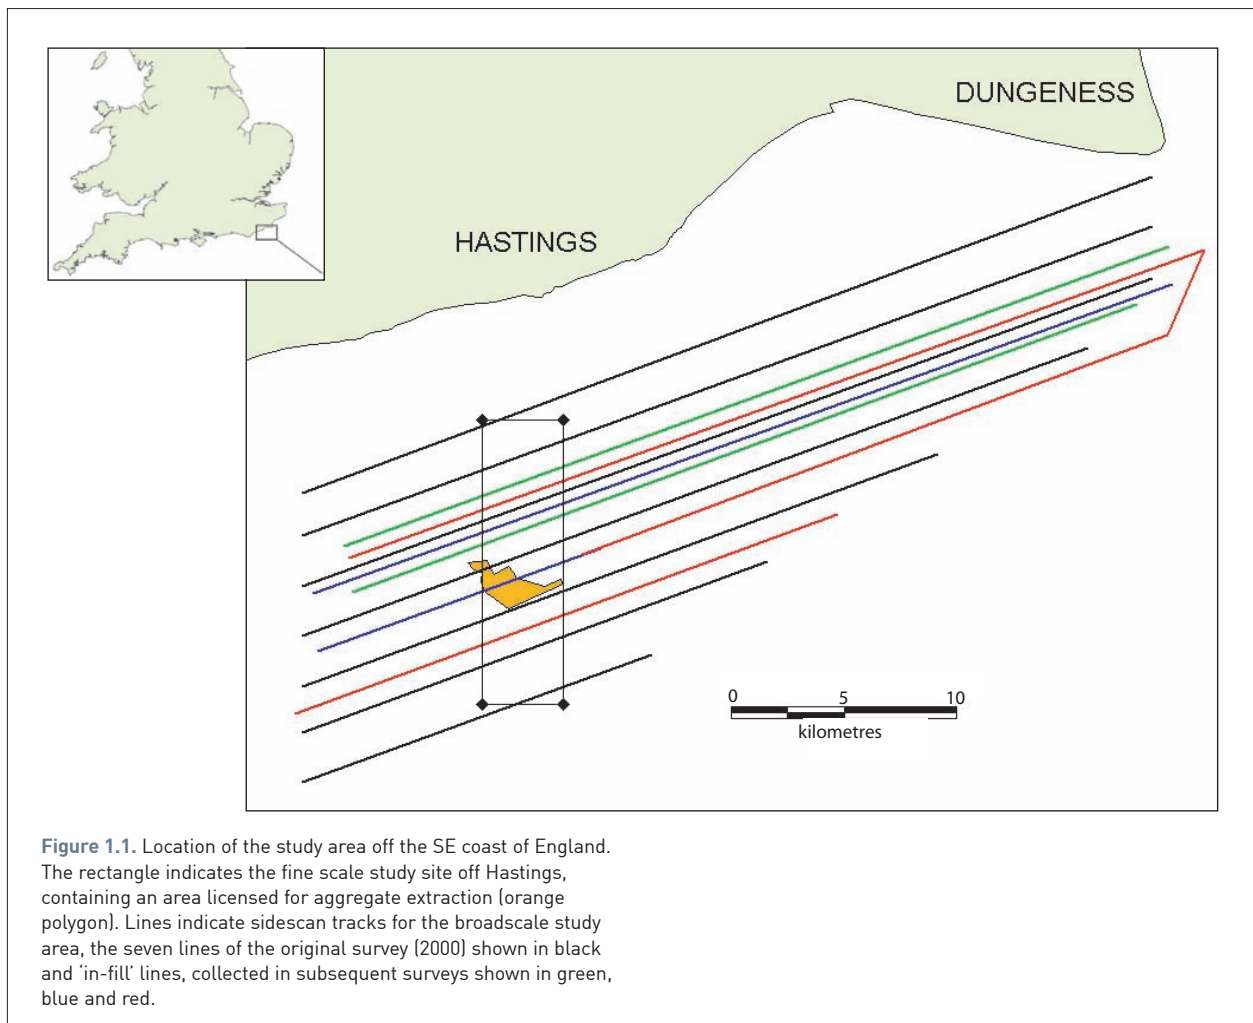 DUNGENESS
HASTINGS
0 5 10
kilometres
Figure 1.1. Location of the study area off the SE coast of England.
The rectangle indicates the fine scale study site off Hastings,
containing an area licensed for aggregate extraction (orange
polygon). Lines indicate sidescan tracks for the broadscale study
area, the seven lines of the original survey (2000) shown in black
and ‘in-fill’ lines, collected in subsequent surveys shown in green,
blue and red.